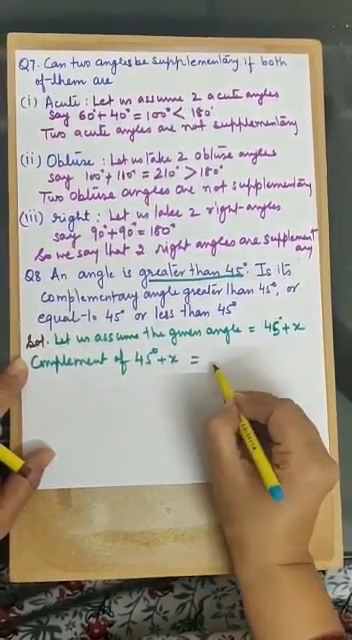 Q7. Can two angles be supplementary if both
of them are
(i) Acute : Let us assume 2 acute angles
say 60°+ 40° = 100° < 180°
Two acute angles are not supplementary
(ii) Obtuse : Let us take 2 obtuse angles
say 100°+ 110° = 210° > 180°
Two obtuse angles are not supplementary
(iii) right : Let us take 2 right-angles
say 90°+90° = 180°
So we say that 2 right angles are supplement
ary
Q8 An angle is greater than 45°. Is its
complementary angle greater than 45°, or
equal to 45° or less than 45°
Sol. Let us assume the given angle = 45°+x
Complement of 45°+x =